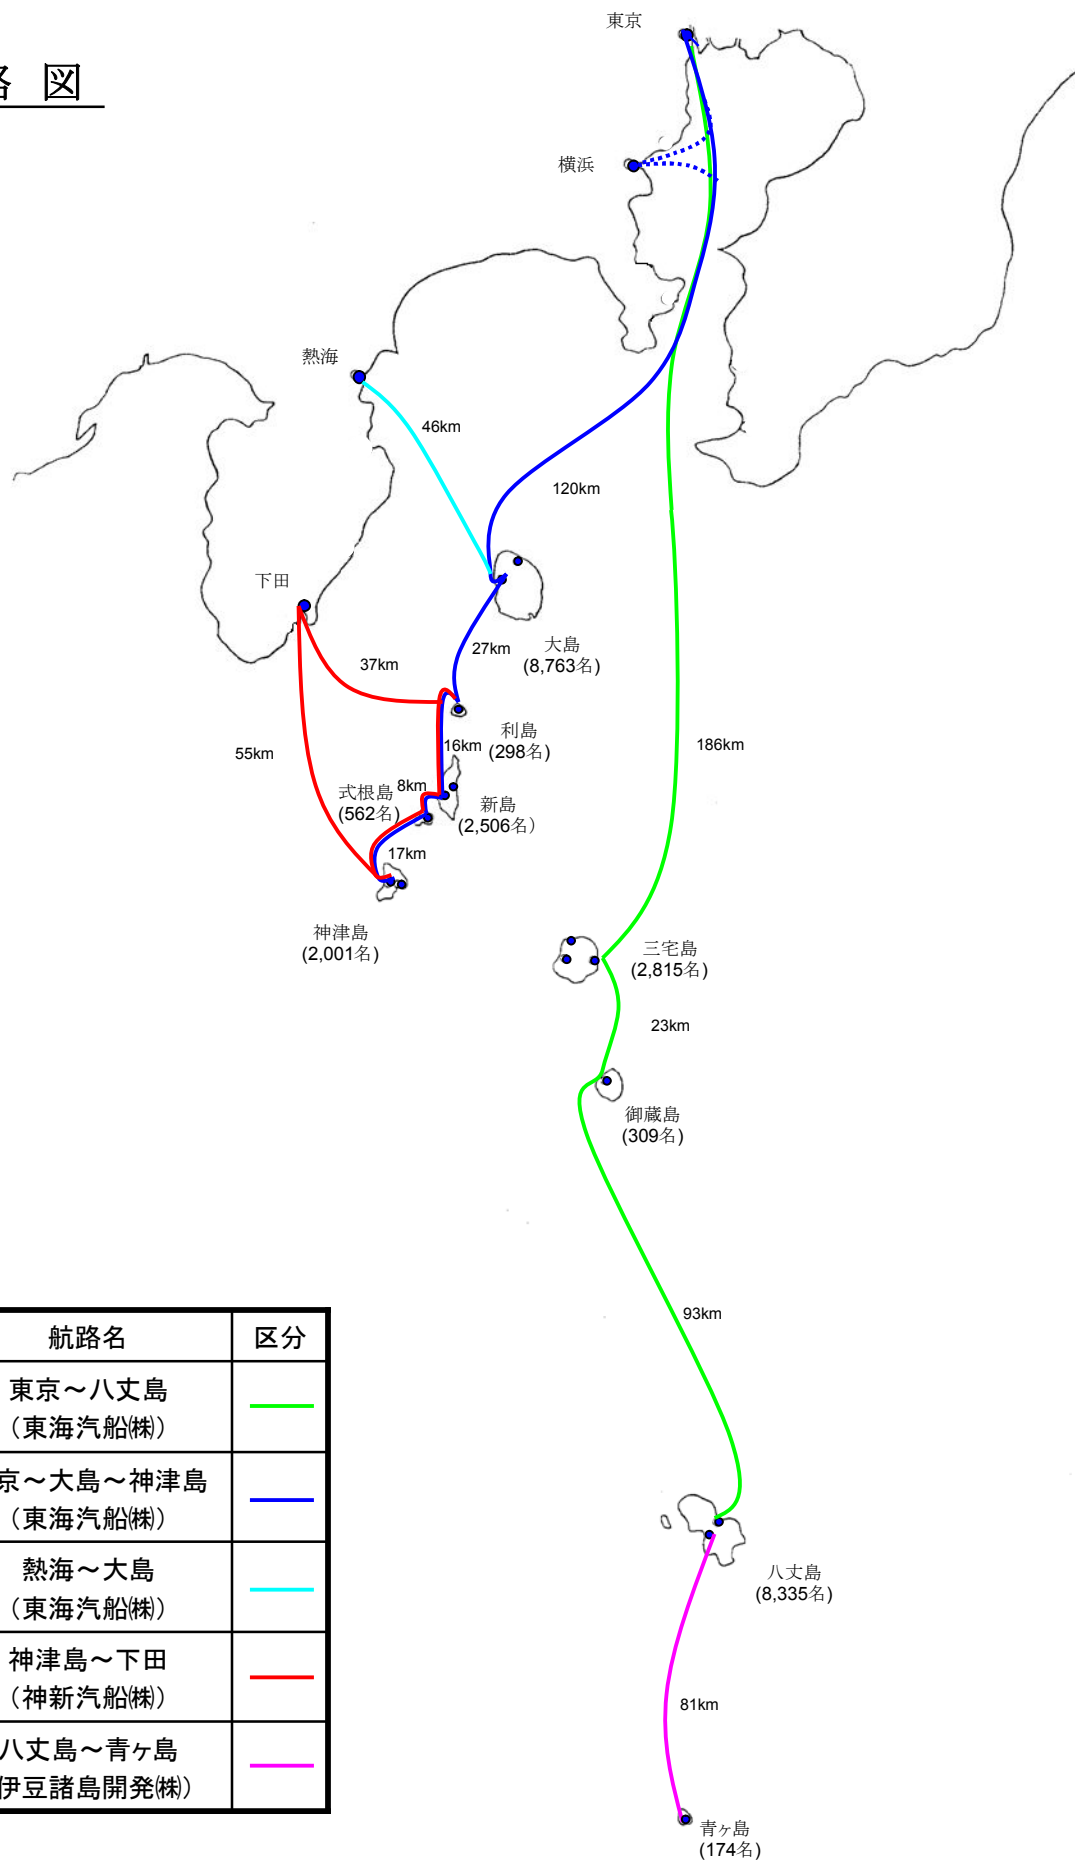 路 図
東京
横浜
熱海
46km
120km
下田
大島
(8,763名)
27km
37km
利島
(298名)
16km
55km
186km
8km
式根島
(562名)
新島
(2,506名）
17km
神津島
(2,001名)
三宅島
(2,815名)
23km
御蔵島
(309名)
93km
航路名 区分
東京～八丈島
（東海汽船㈱）
京～大島～神津島
（東海汽船㈱）
熱海～大島
（東海汽船㈱）
神津島～下田
（神新汽船㈱）
八丈島～青ヶ島
伊豆諸島開発㈱）
八丈島
(8,335名)
81km
青ヶ島
(174名)